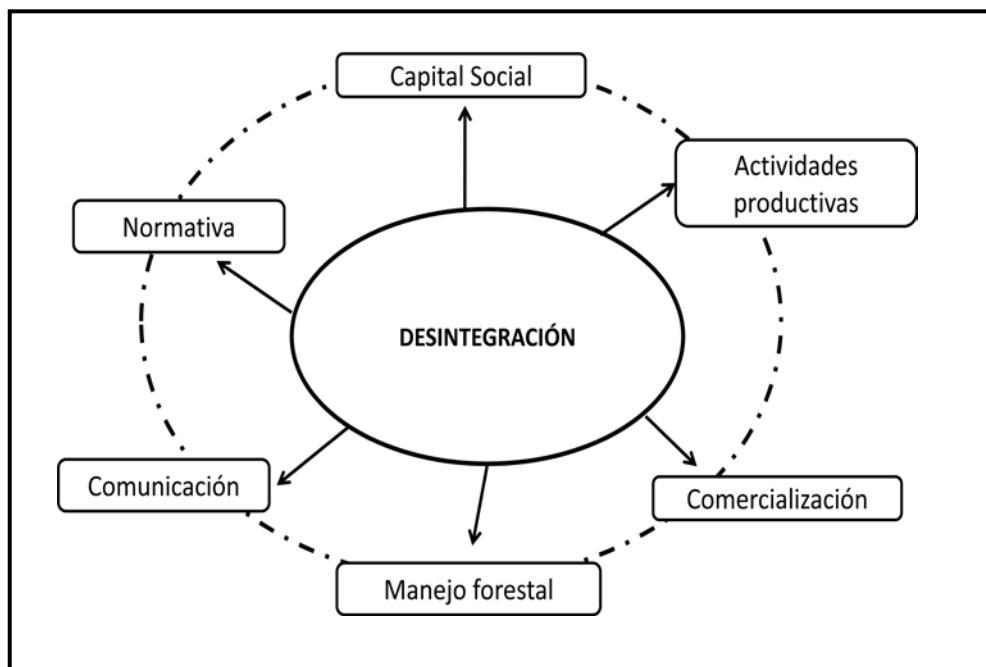 Capital Social
Actividades
productivas
Normativa
DESINTEGRACIÓN
Comunicación
Comercialización
Manejo forestal